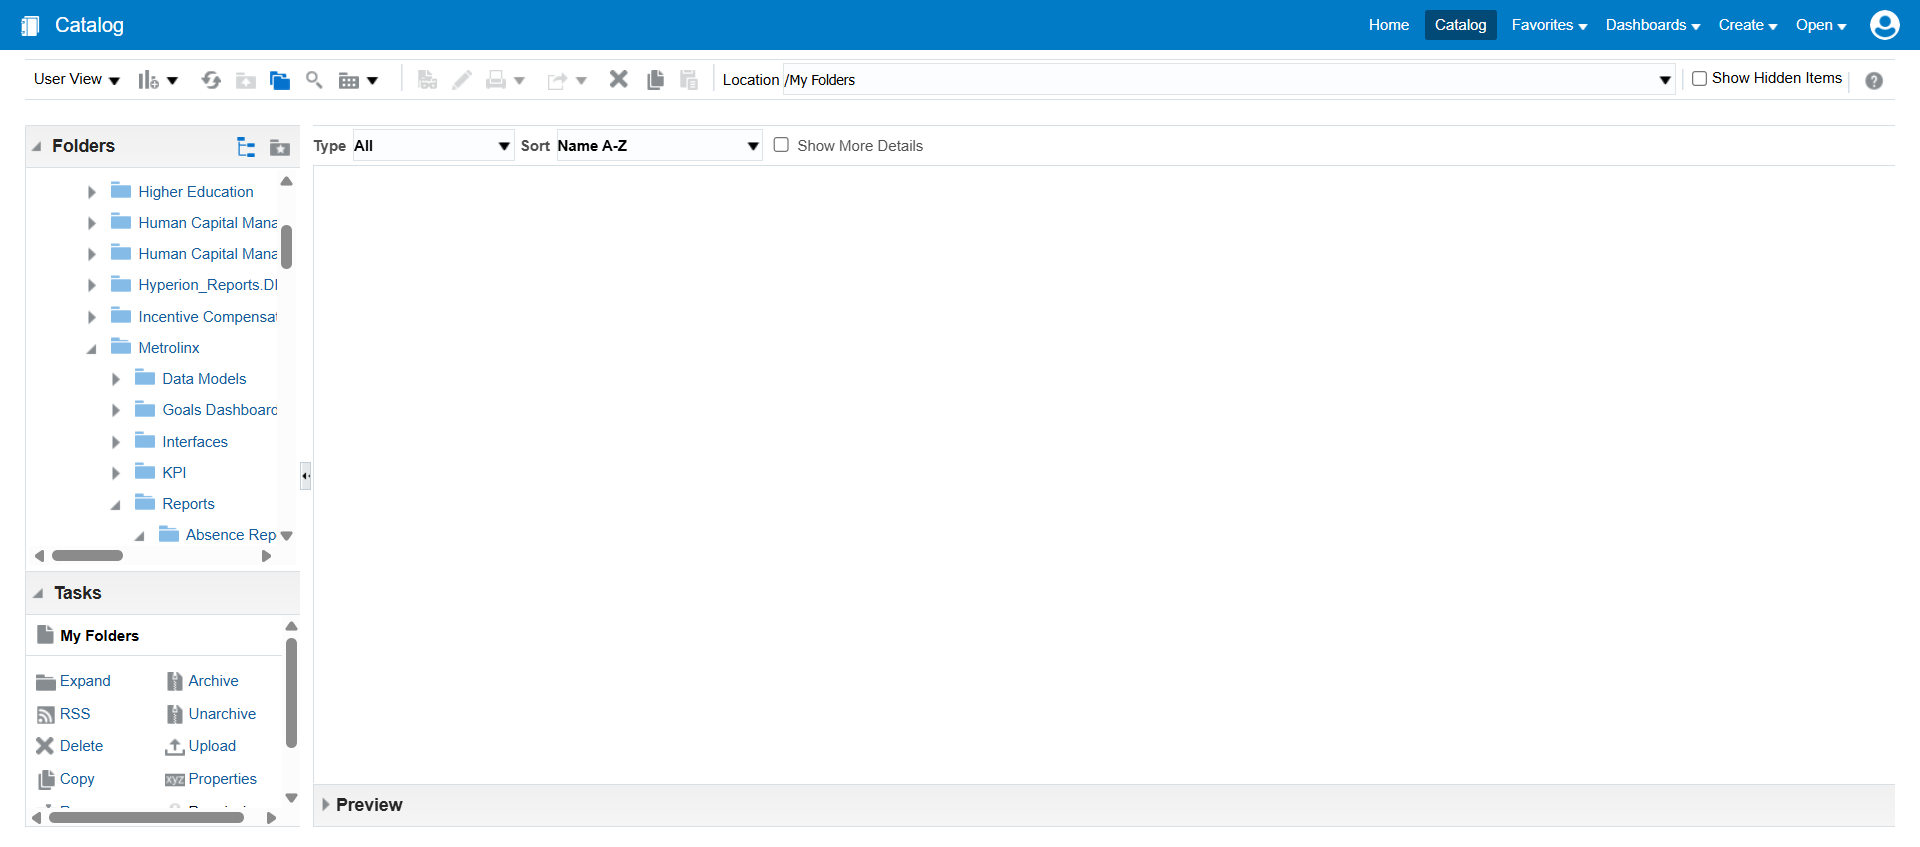 Catalog
Home Catalog Favorites Dashboards Create Open
User View
Location /My Folders
Show Hidden Items
Folders
Type All Sort Name A-Z Show More Details
Higher Education
Human Capital Mana
Human Capital Mana
Hyperion_Reports.DI
Incentive Compensat
Metrolinx
Data Models
Goals Dashboard
Interfaces
KPI
Reports
Absence Rep
Tasks
My Folders
Expand Archive
RSS Unarchive
Delete Upload
Copy xyz Properties
Preview